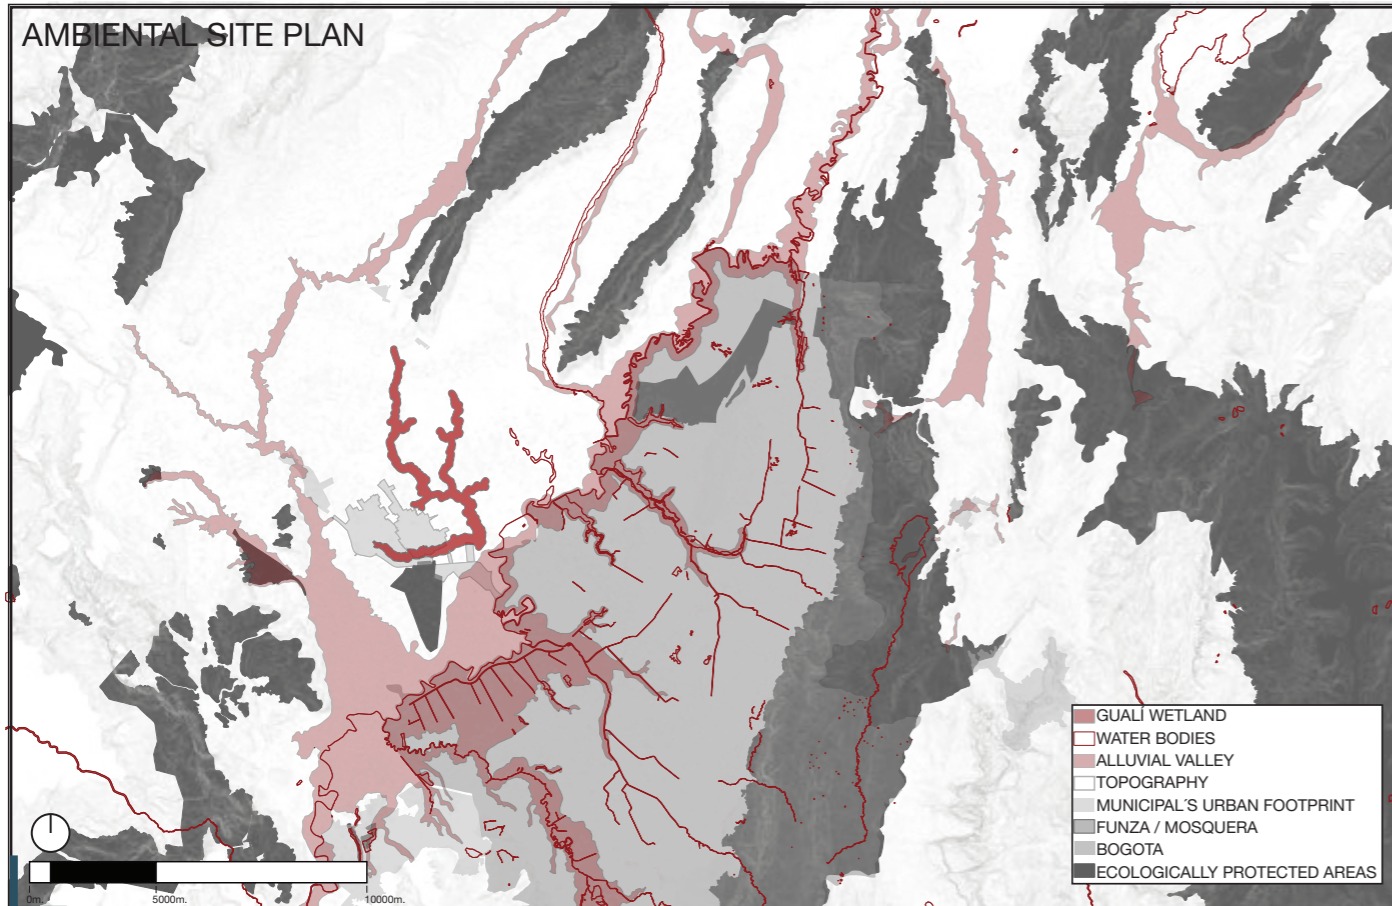 AMBIENTAL SITE PLAN
GUALÍ WETLAND
WATER BODIES
ALLUVIAL VALLEY
TOPOGRAPHY
MUNICIPAL´S URBAN FOOTPRINT
FUNZA / MOSQUERA
BOGOTA
ECOLOGICALLY PROTECTED AREAS
0m. 5000m. 10000m.